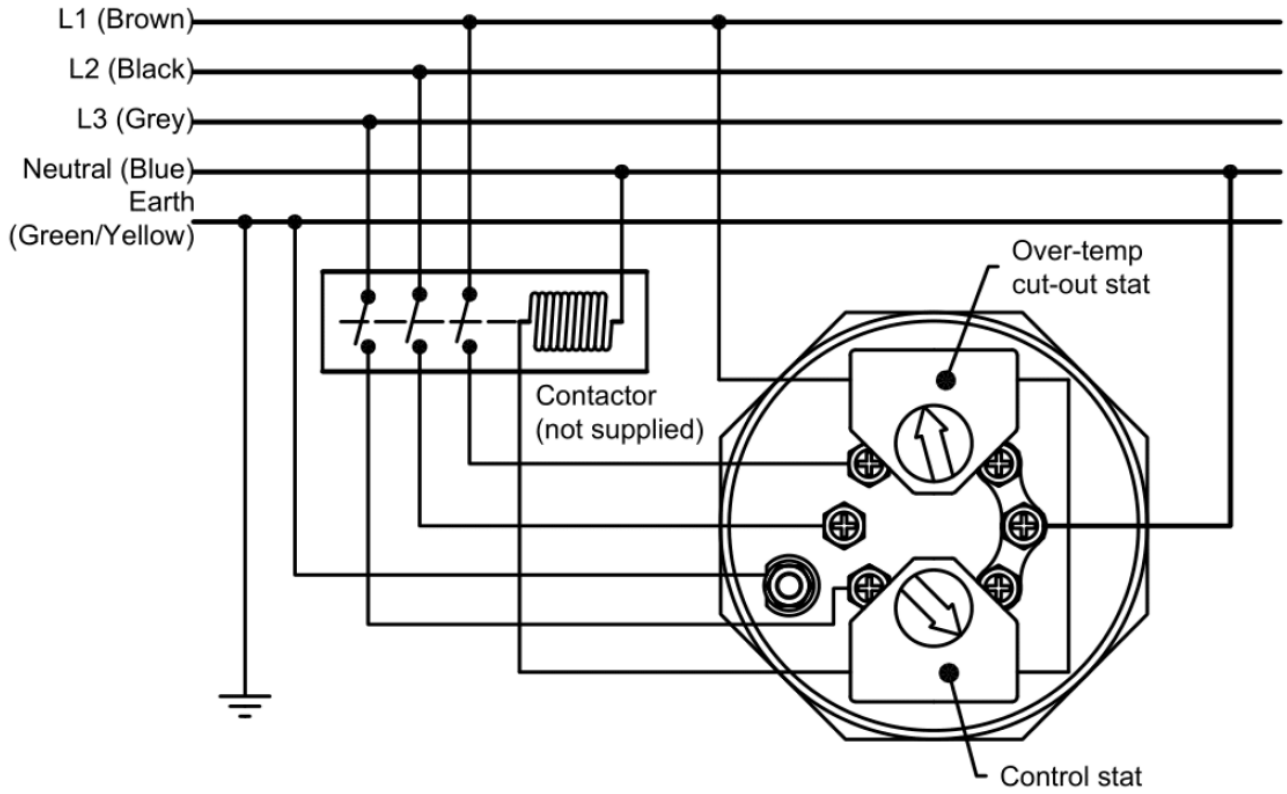 L1 (Brown)
L2 (Black)
L3 (Grey)
Neutral (Blue)
Earth
(Green/Yellow)
Over-temp
cut-out stat
Contactor
(not supplied)
Control stat